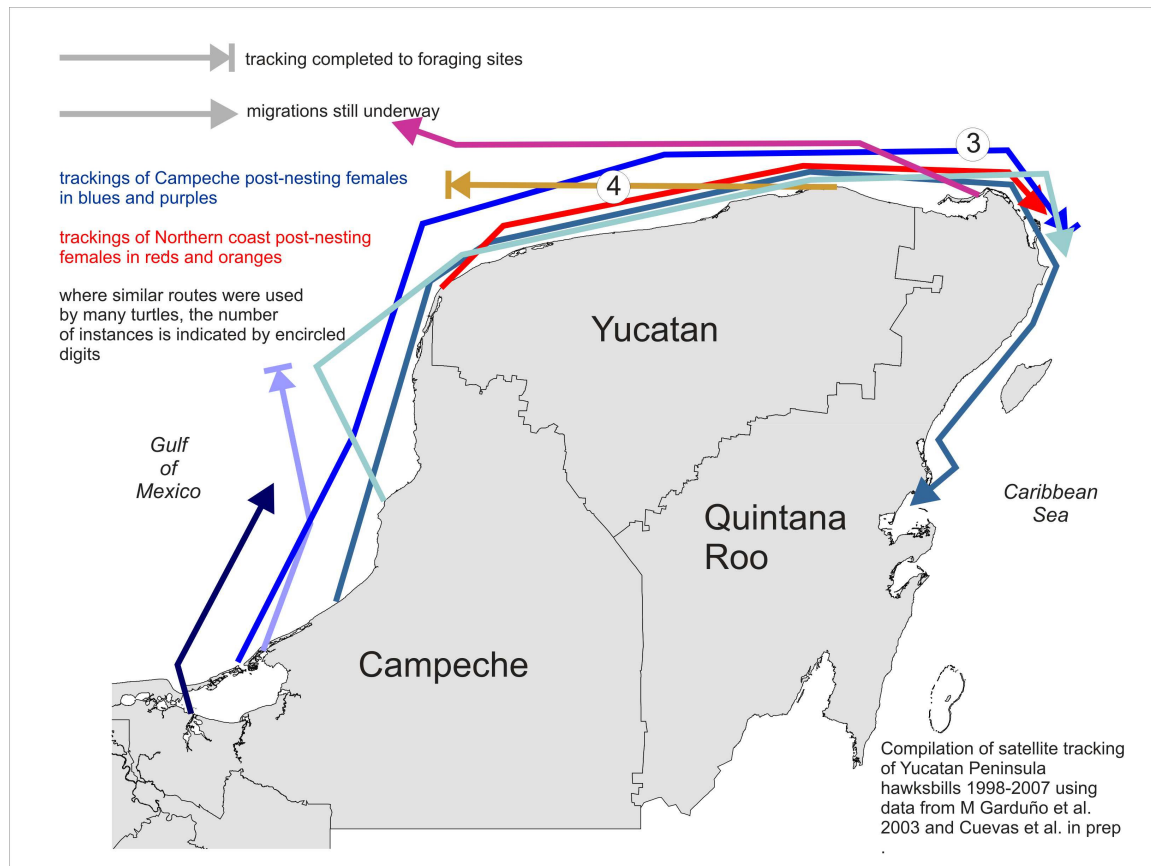 tracking completed to foraging sites
migrations still underway
3
trackings of Campeche post-nesting females
in blues and purples
4
trackings of Northern coast post-nesting
females in reds and oranges
where similar routes were used
by many turtles, the number
of instances is indicated by encircled
digits
Yucatan
Gulf
of
Mexico
Caribbean
Sea
Quintana
Roo
Campeche
Compilation of satellite tracking
of Yucatan Peninsula
hawksbills 1998-2007 using
data from M Garduño et al.
2003 and Cuevas et al. in prep
.